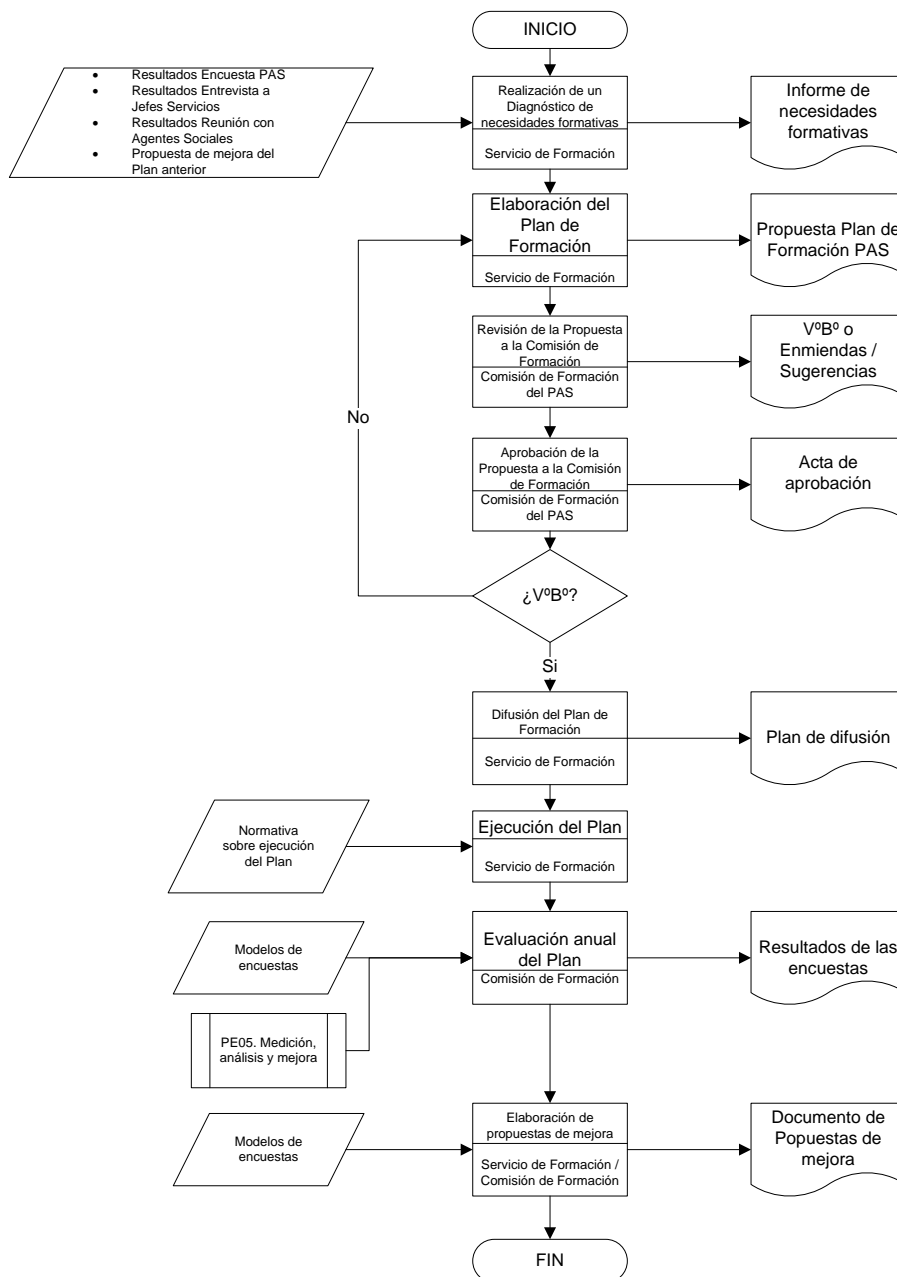 INICIO
• Resultados Encuesta PAS
• Resultados Entrevista a
Jefes Servicios
• Resultados Reunión con
Agentes Sociales
• Propuesta de mejora del
Plan anterior
Realización de un
Diagnóstico de
necesidades formativas
Servicio de Formación
Informe de
necesidades
formativas
Elaboración del
Plan de
Formación
Servicio de Formación
Propuesta Plan de
Formación PAS
Revisión de la Propuesta
a la Comisión de
Formación
Comisión de Formación
del PAS
VºBº o
Enmiendas /
Sugerencias
No
Aprobación de la
Propuesta a la Comisión
de Formación
Comisión de Formación
del PAS
Acta de
aprobación
¿VºBº?
Si
Difusión del Plan de
Formación
Servicio de Formación
Plan de difusión
Normativa
sobre ejecución
del Plan
Ejecución del Plan
Servicio de Formación
Modelos de
encuestas
Evaluación anual
del Plan
Comisión de Formación
Resultados de las
encuestas
PE05. Medición,
análisis y mejora
Modelos de
encuestas
Elaboración de
propuestas de mejora
Servicio de Formación /
Comisión de Formación
Documento de
Popuestas de
mejora
FIN